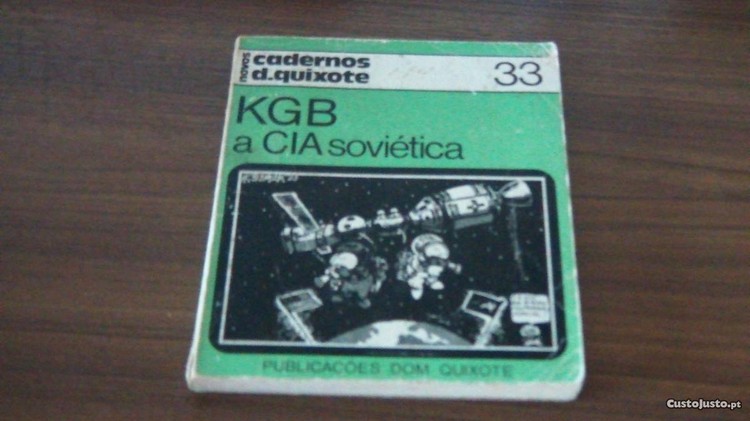 novos
cadernos
d.quixote
33
KGB
a CIA soviética
PUBLICAÇÕES DOM QUIXOTE
CustoJusto.pt